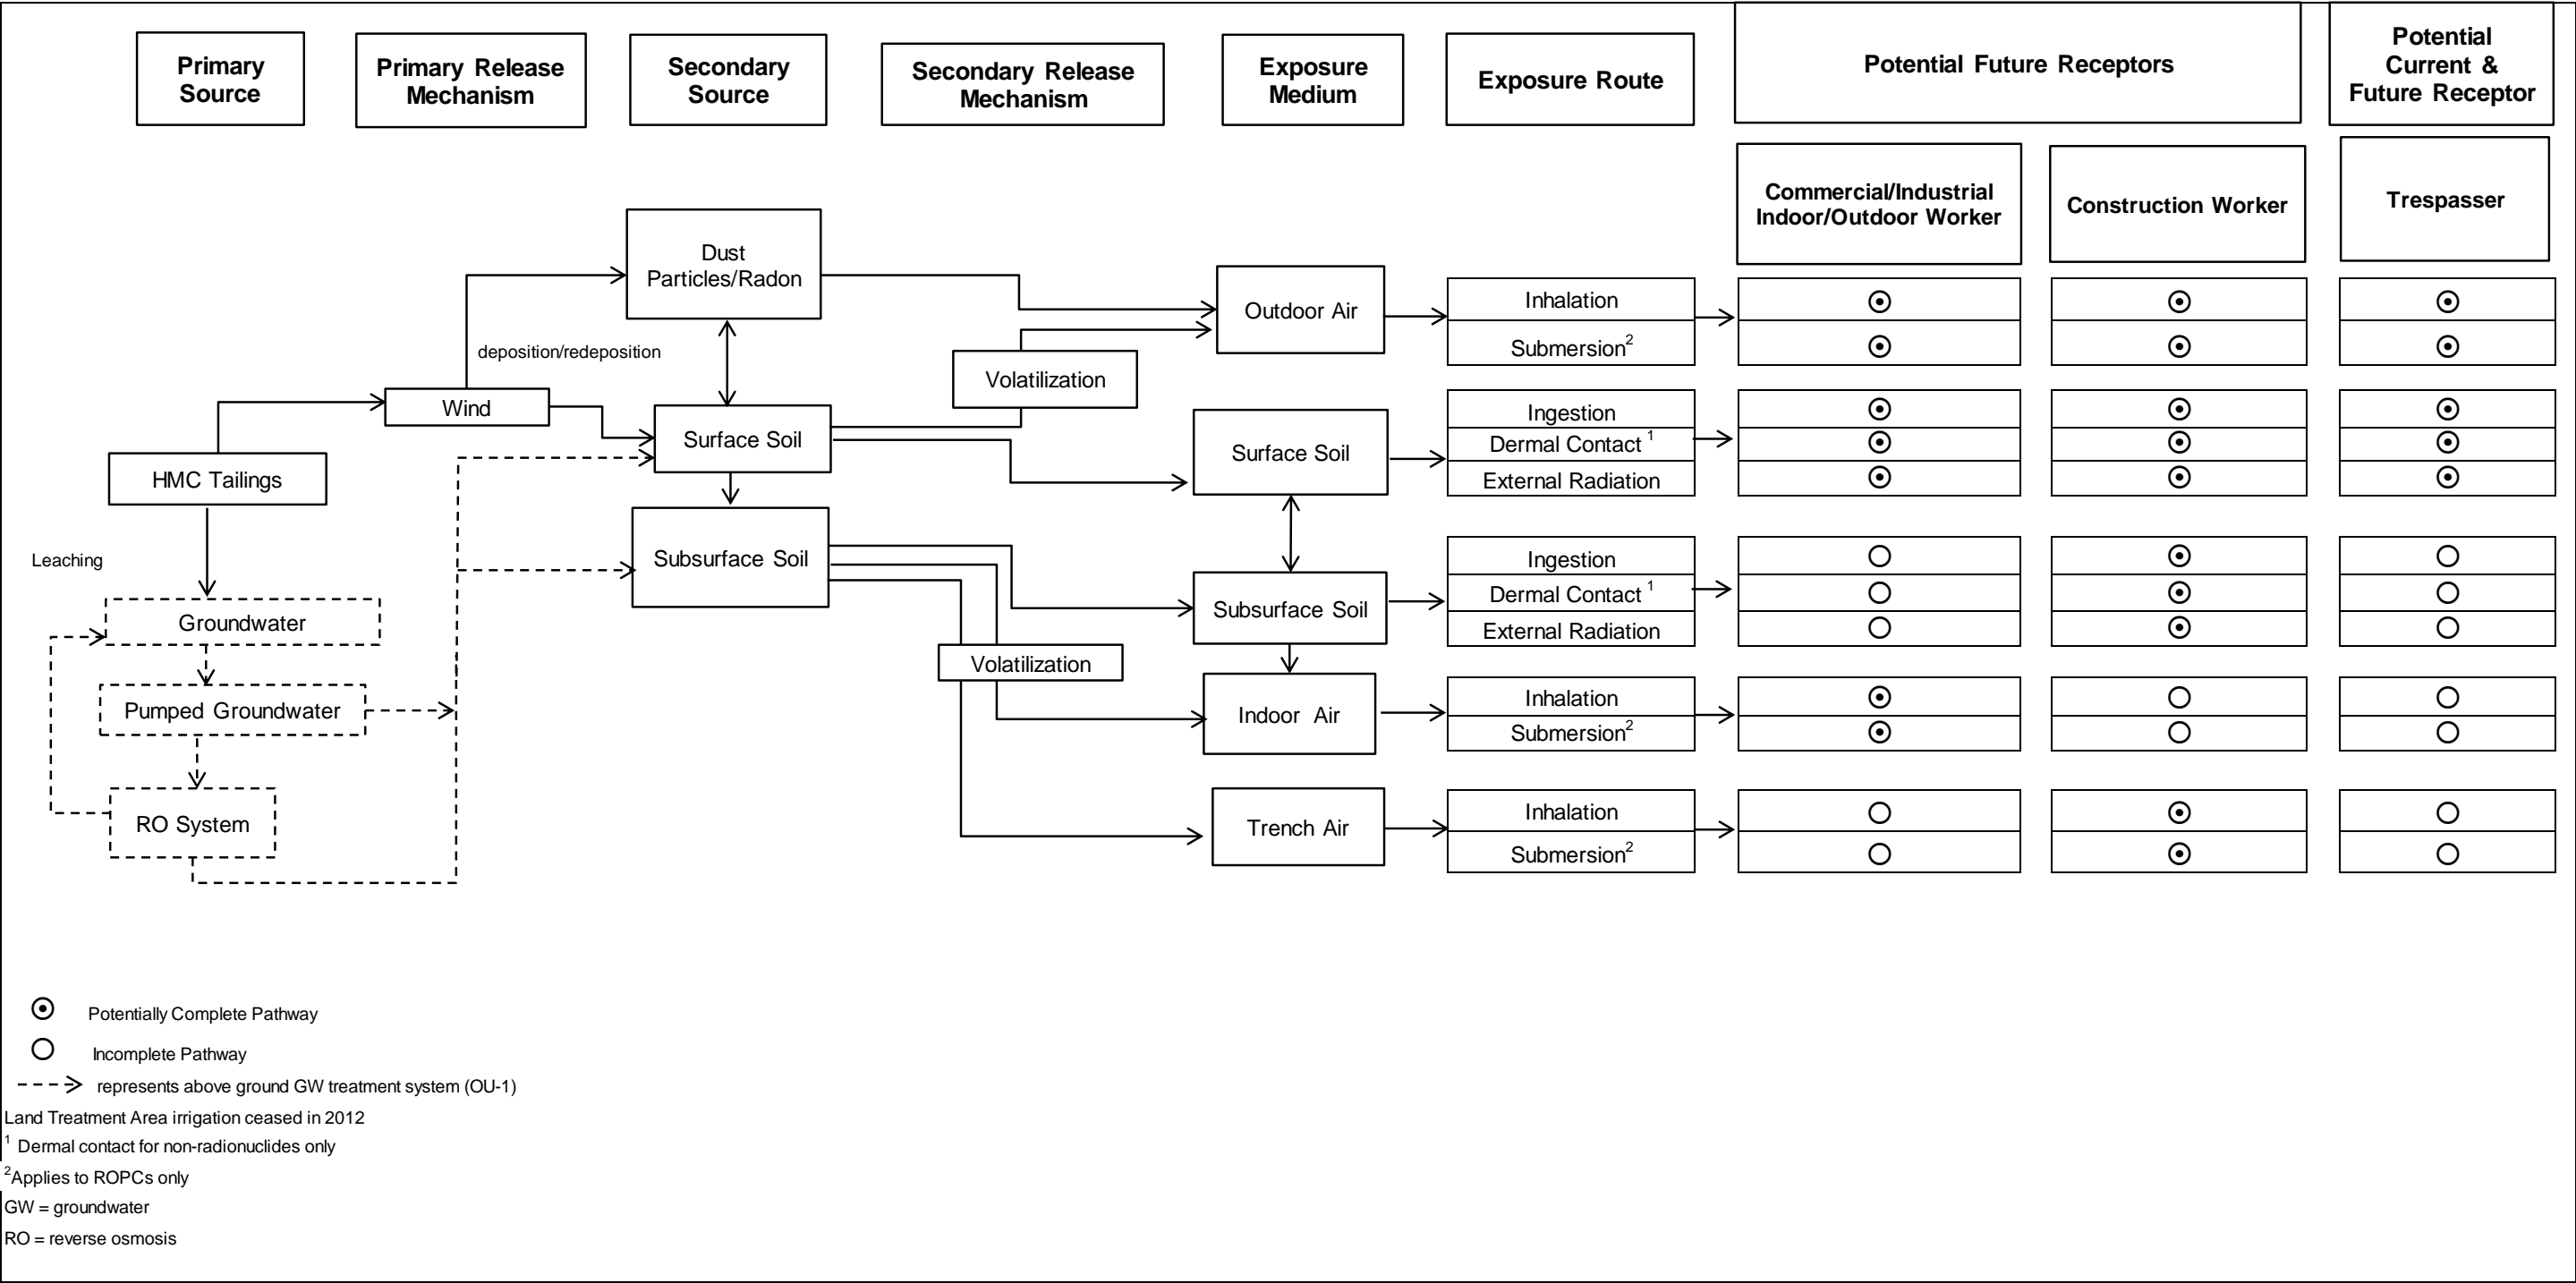 Primary
Source
Primary Release
Mechanism
Secondary
Source
Secondary Release
Mechanism
Exposure
Medium
Exposure Route
Potential Future Receptors
Potential
Current &
Future Receptor
Commercial/Industrial
Indoor/Outdoor Worker
Construction Worker
Trespasser
Dust
Particles/Radon
Outdoor Air
Inhalation
Submersion²
deposition/redeposition
Volatilization
Wind
Surface Soil
Surface Soil
Ingestion
Dermal Contact ¹
External Radiation
HMC Tailings
Leaching
Subsurface Soil
Subsurface Soil
Ingestion
Dermal Contact ¹
External Radiation
Groundwater
Volatilization
Pumped Groundwater
Indoor Air
Inhalation
Submersion²
RO System
Trench Air
Inhalation
Submersion²
Potentially Complete Pathway
Incomplete Pathway
represents above ground GW treatment system (OU-1)
Land Treatment Area irrigation ceased in 2012
¹ Dermal contact for non-radionuclides only
²Applies to ROPCs only
GW = groundwater
RO = reverse osmosis